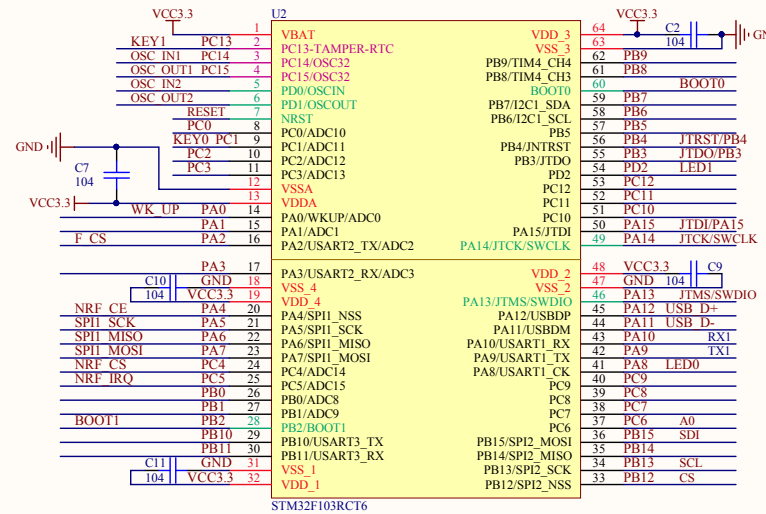 VCC3.3 U2 VCC3.3
1 VBAT VDD_3 64 C2
KEY1 PC13 2 PC13-TAMPER-RTC VSS_3 63 104 GN
OSC_IN1 PC14 3 PC14/OSC32 PB9/TIM4_CH4 62 PB9
OSC_OUT1 PC15 4 PC15/OSC32 PB8/TIM4_CH3 61 PB8
OSC_IN2 5 PD0/OSCIN BOOT0 60 BOOT0
OSC_OUT2 6 PD1/OSCOUT PB7/I2C1_SDA 59 PB7
RESET 7 NRST PB6/I2C1_SCL 58 PB6
PC0 8 PC0/ADC10 PB5 57 PB5
GND KEY0 PC1 9 PC1/ADC11 PB4/JNTRST 56 PB4 JTRST/PB4
PC2 10 PC2/ADC12 PB3/JTDO 55 PB3 JTDO/PB3
C7 PC3 11 PC3/ADC13 PD2 54 PD2 LED1
104 12 VSSA PC12 53 PC12
VCC3.3 13 VDDA PC11 52 PC11
WK_UP PA0 14 PA0/WKUP/ADC0 PC10 51 PC10
PA1 15 PA1/ADC1 PA15/JTDI 50 PA15 JTDI/PA15
F_CS PA2 16 PA2/USART2_TX/ADC2 PA14/JTCK/SWCLK 49 PA14 JTCK/SWCLK
PA3 17 PA3/USART2_RX/ADC3 VDD_2 48 VCC3.3 C9
C10 GND 18 VSS_4 VSS_2 47 GND 104
104 VCC3.3 19 VDD_4 PA13/JTMS/SWDIO 46 PA13 JTMS/SWDIO
NRF_CE PA4 20 PA4/SPI1_NSS PA12/USBDP 45 PA12 USB_D+
SPI1_SCK PA5 21 PA5/SPI1_SCK PA11/USBDM 44 PA11 USB_D-
SPI1_MISO PA6 22 PA6/SPI1_MISO PA10/USART1_RX 43 PA10 RX1
SPI1_MOSI PA7 23 PA7/SPI1_MOSI PA9/USART1_TX 42 PA9 TX1
NRF_CS PC4 24 PC4/ADC14 PA8/USART1_CK 41 PA8 LED0
NRF_IRQ PC5 25 PC5/ADC15 PC9 40 PC9
PB0 26 PB0/ADC8 PC8 39 PC8
PB1 27 PB1/ADC9 PC7 38 PC7
BOOT1 PB2 28 PB2/BOOT1 PC6 37 PC6 A0
PB10 29 PB10/USART3_TX PB15/SPI2_MOSI 36 PB15 SDI
PB11 30 PB11/USART3_RX PB14/SPI2_MISO 35 PB14
C11 GND 31 VSS_1 PB13/SPI2_SCK 34 PB13 SCL
104 VCC3.3 32 VDD_1 PB12/SPI2_NSS 33 PB12 CS
STM32F103RCT6